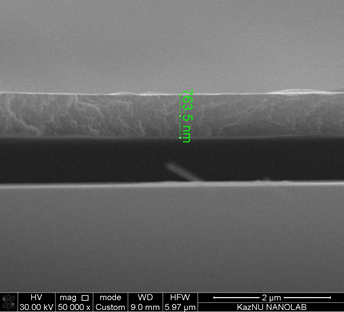 763.5 nm
HV mag mode WD HFW 2 µm
30.00 kV 50 000 x Custom 9.0 mm 5.97 µm KazNU NANOLAB